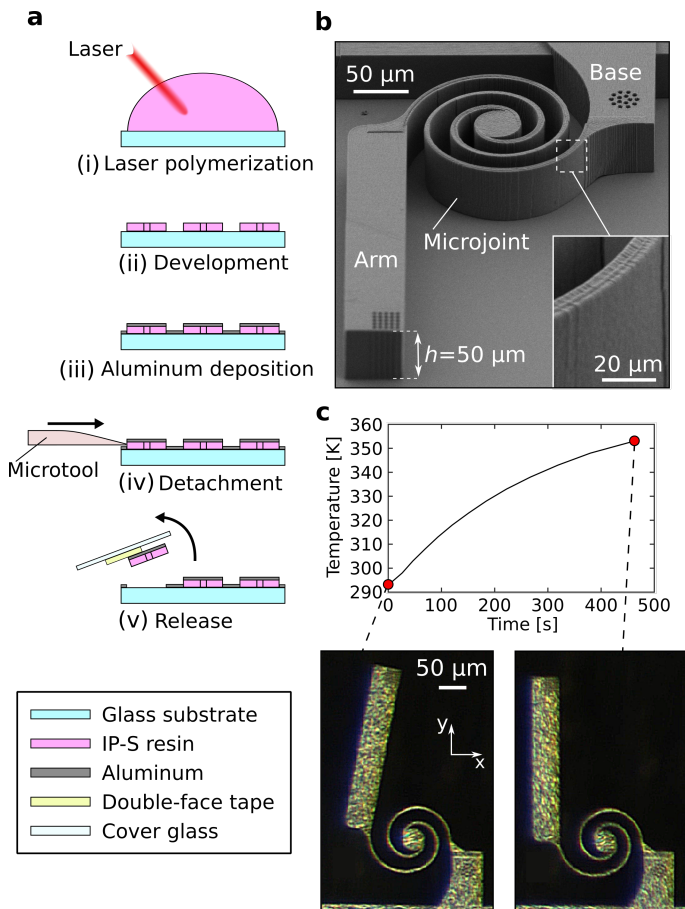 a
Laser
(i) Laser polymerization
(ii) Development
(iii) Aluminum deposition
Microtool
(iv) Detachment
(v) Release
Glass substrate
IP-S resin
Aluminum
Double-face tape
Cover glass
b
50 μm
Base
Microjoint
Arm
h=50 μm
20 μm
c
Temperature [K]
360
350
340
330
320
310
300
290
0 100 200 300 400 500
Time [s]
50 μm
y
x